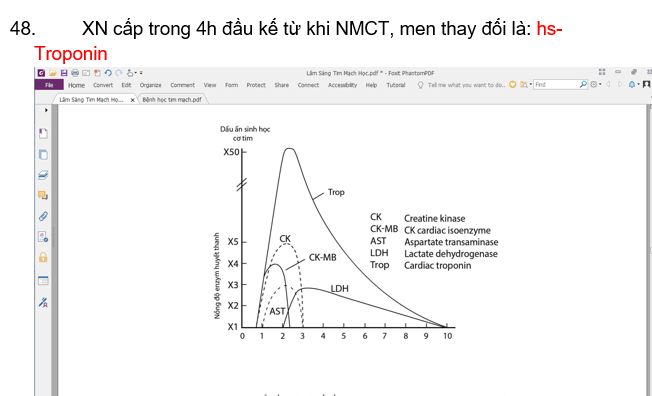 48. XN cấp trong 4h đầu kế từ khi NMCT, men thay đối là: hs-
Troponin
Lâm Sàng Tim Mạch Học.pdf * - Foxit PhantomPDF
File Home Convert Edit Organize Comment View Form Protect Share Connect Accessibility Help Tutorial Tell me what you want to do.. Find
Lâm Sàng Tim Mạch Họ... × Bệnh học tim mạch.pdf
Dấu ấn sinh học
cơ tim
X50
Trop
CK Creatine kinase
CK-MB CK cardiac isoenzyme
AST Aspartate transaminase
LDH Lactate dehydrogenase
Trop Cardiac troponin
Nồng độ enzym huyết thanh
X5
CK
X4
CK-MB
X3
LDH
X2
AST
X1
0 1 2 3 4 5 6 7 8 9 10